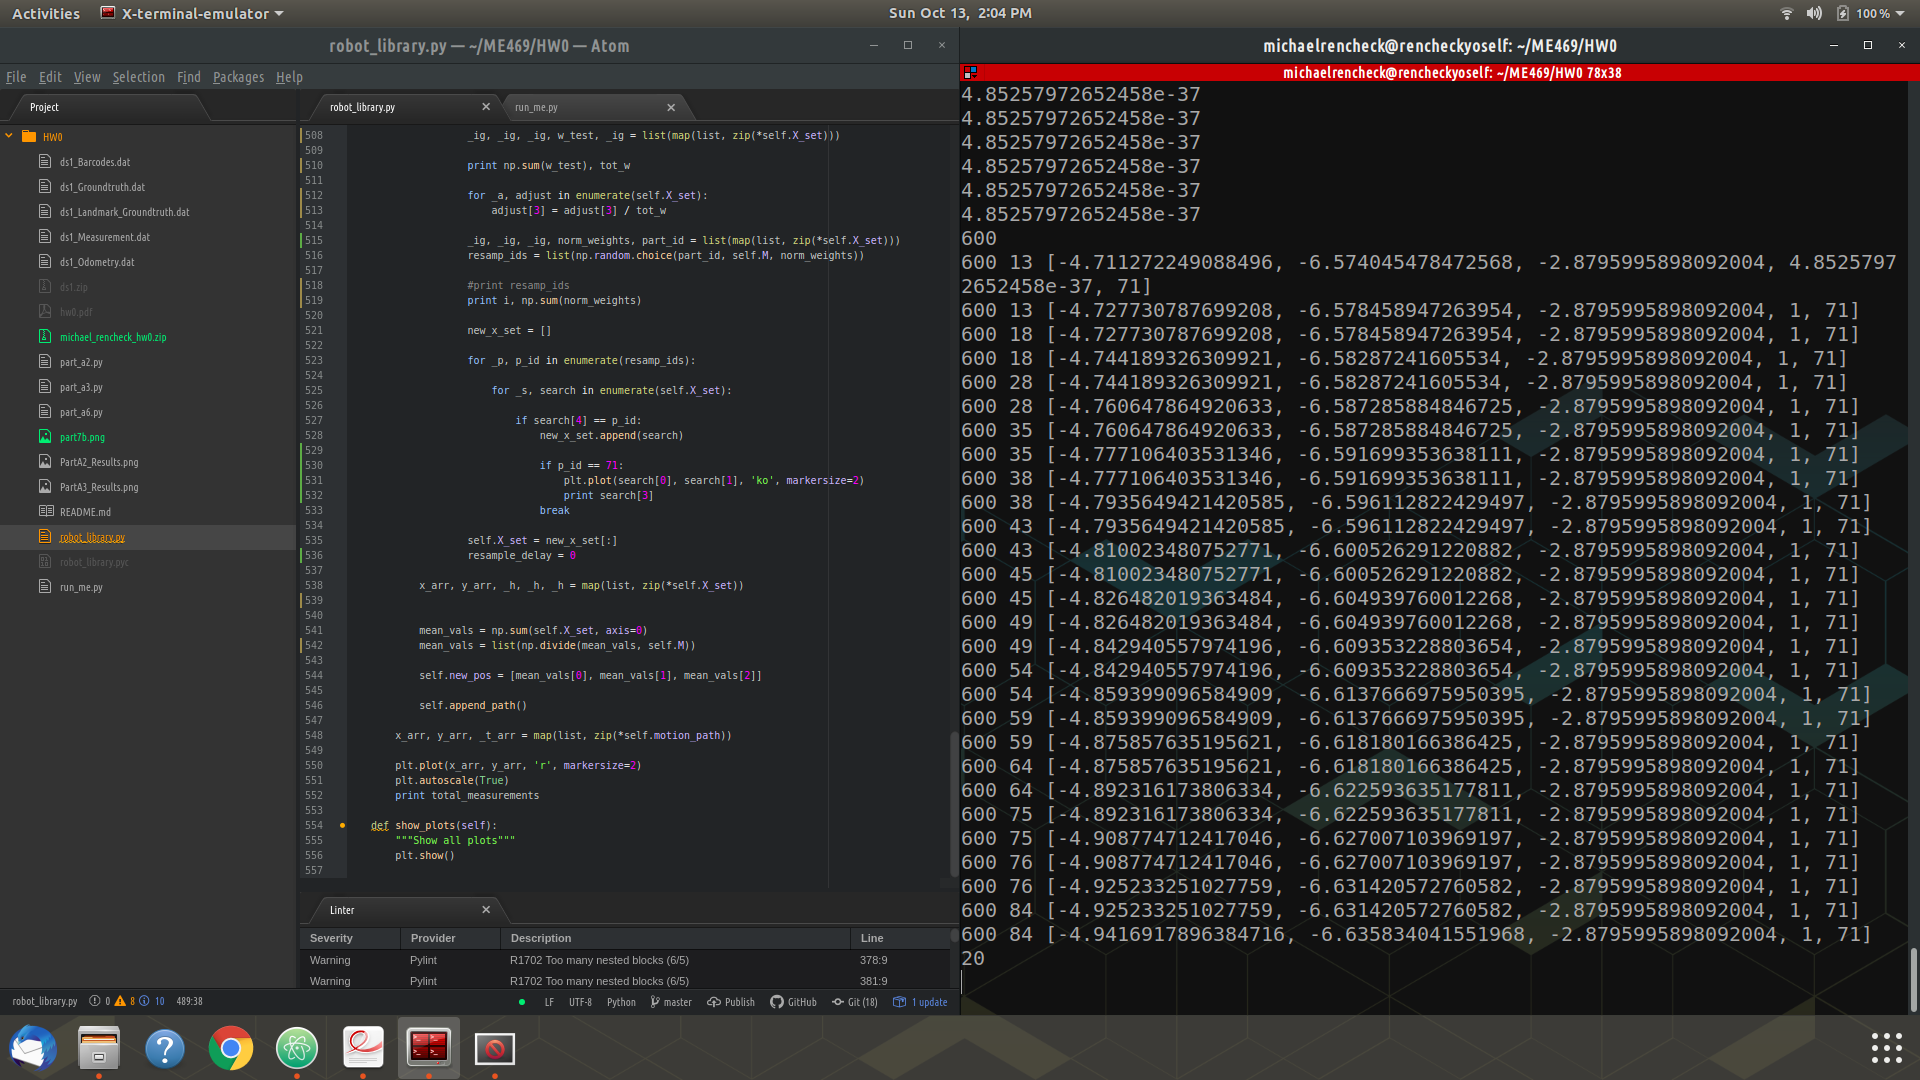 Activities
X-terminal-emulator
Sun Oct 13, 2:04 PM
100 %
robot_library.py — ~/ME469/HW0 — Atom
File Edit View Selection Find Packages Help
Project
HW0
ds1_Barcodes.dat
ds1_Groundtruth.dat
ds1_Landmark_Groundtruth.dat
ds1_Measurement.dat
ds1_Odometry.dat
ds1.zip
hw0.pdf
michael_rencheck_hw0.zip
part_a2.py
part_a3.py
part_a6.py
part7b.png
PartA2_Results.png
PartA3_Results.png
README.md
robot_library.py
robot_library.pyc
run_me.py
robot_library.py
run_me.py
508 _ig, _ig, _ig, w_test, _ig = list(map(list, zip(*self.X_set)))
509
510 print np.sum(w_test), tot_w
511
512 for _a, adjust in enumerate(self.X_set):
513 adjust[3] = adjust[3] / tot_w
514
515 _ig, _ig, _ig, norm_weights, part_id = list(map(list, zip(*self.X_set)))
516 resamp_ids = list(np.random.choice(part_id, self.M, norm_weights))
517
518 #print resamp_ids
519 print i, np.sum(norm_weights)
520
521 new_x_set = []
522
523 for _p, p_id in enumerate(resamp_ids):
524
525 for _s, search in enumerate(self.X_set):
526
527 if search[4] == p_id:
528 new_x_set.append(search)
529
530 if p_id == 71:
531 plt.plot(search[0], search[1], 'ko', markersize=2)
532 print search[3]
533 break
534
535 self.X_set = new_x_set[:]
536 resample_delay = 0
537
538 x_arr, y_arr, _h, _h, _h = map(list, zip(*self.X_set))
539
540
541 mean_vals = np.sum(self.X_set, axis=0)
542 mean_vals = list(np.divide(mean_vals, self.M))
543
544 self.new_pos = [mean_vals[0], mean_vals[1], mean_vals[2]]
545
546 self.append_path()
547
548 x_arr, y_arr, _t_arr = map(list, zip(*self.motion_path))
549
550 plt.plot(x_arr, y_arr, 'r', markersize=2)
551 plt.autoscale(True)
552 print total_measurements
553
554 def show_plots(self):
555 """Show all plots"""
556 plt.show()
557
Linter
Severity Provider Description Line
Warning Pylint R1702 Too many nested blocks (6/5) 378:9
Warning Pylint R1702 Too many nested blocks (6/5) 381:9
robot_library.py 0 8 10 489:38 LF UTF-8 Python master Publish GitHub Git (18) 1 update
michaelrencheck@rencheckyoself: ~/ME469/HW0
michaelrencheck@rencheckyoself: ~/ME469/HW0 78x38
4.85257972652458e-37
4.85257972652458e-37
4.85257972652458e-37
4.85257972652458e-37
4.85257972652458e-37
4.85257972652458e-37
600
600 13 [-4.711272249088496, -6.574045478472568, -2.8795995898092004, 4.8525797
2652458e-37, 71]
600 13 [-4.727730787699208, -6.578458947263954, -2.8795995898092004, 1, 71]
600 18 [-4.727730787699208, -6.578458947263954, -2.8795995898092004, 1, 71]
600 18 [-4.744189326309921, -6.58287241605534, -2.8795995898092004, 1, 71]
600 28 [-4.744189326309921, -6.58287241605534, -2.8795995898092004, 1, 71]
600 28 [-4.760647864920633, -6.587285884846725, -2.8795995898092004, 1, 71]
600 35 [-4.760647864920633, -6.587285884846725, -2.8795995898092004, 1, 71]
600 35 [-4.777106403531346, -6.591699353638111, -2.8795995898092004, 1, 71]
600 38 [-4.777106403531346, -6.591699353638111, -2.8795995898092004, 1, 71]
600 38 [-4.7935649421420585, -6.596112822429497, -2.8795995898092004, 1, 71]
600 43 [-4.7935649421420585, -6.596112822429497, -2.8795995898092004, 1, 71]
600 43 [-4.810023480752771, -6.600526291220882, -2.8795995898092004, 1, 71]
600 45 [-4.810023480752771, -6.600526291220882, -2.8795995898092004, 1, 71]
600 45 [-4.826482019363484, -6.604939760012268, -2.8795995898092004, 1, 71]
600 49 [-4.826482019363484, -6.604939760012268, -2.8795995898092004, 1, 71]
600 49 [-4.842940557974196, -6.609353228803654, -2.8795995898092004, 1, 71]
600 54 [-4.842940557974196, -6.609353228803654, -2.8795995898092004, 1, 71]
600 54 [-4.859399096584909, -6.6137666975950395, -2.8795995898092004, 1, 71]
600 59 [-4.859399096584909, -6.6137666975950395, -2.8795995898092004, 1, 71]
600 59 [-4.875857635195621, -6.618180166386425, -2.8795995898092004, 1, 71]
600 64 [-4.875857635195621, -6.618180166386425, -2.8795995898092004, 1, 71]
600 64 [-4.892316173806334, -6.622593635177811, -2.8795995898092004, 1, 71]
600 75 [-4.892316173806334, -6.622593635177811, -2.8795995898092004, 1, 71]
600 75 [-4.908774712417046, -6.627007103969197, -2.8795995898092004, 1, 71]
600 76 [-4.908774712417046, -6.627007103969197, -2.8795995898092004, 1, 71]
600 76 [-4.925233251027759, -6.631420572760582, -2.8795995898092004, 1, 71]
600 84 [-4.925233251027759, -6.631420572760582, -2.8795995898092004, 1, 71]
600 84 [-4.9416917896384716, -6.635834041551968, -2.8795995898092004, 1, 71]
20